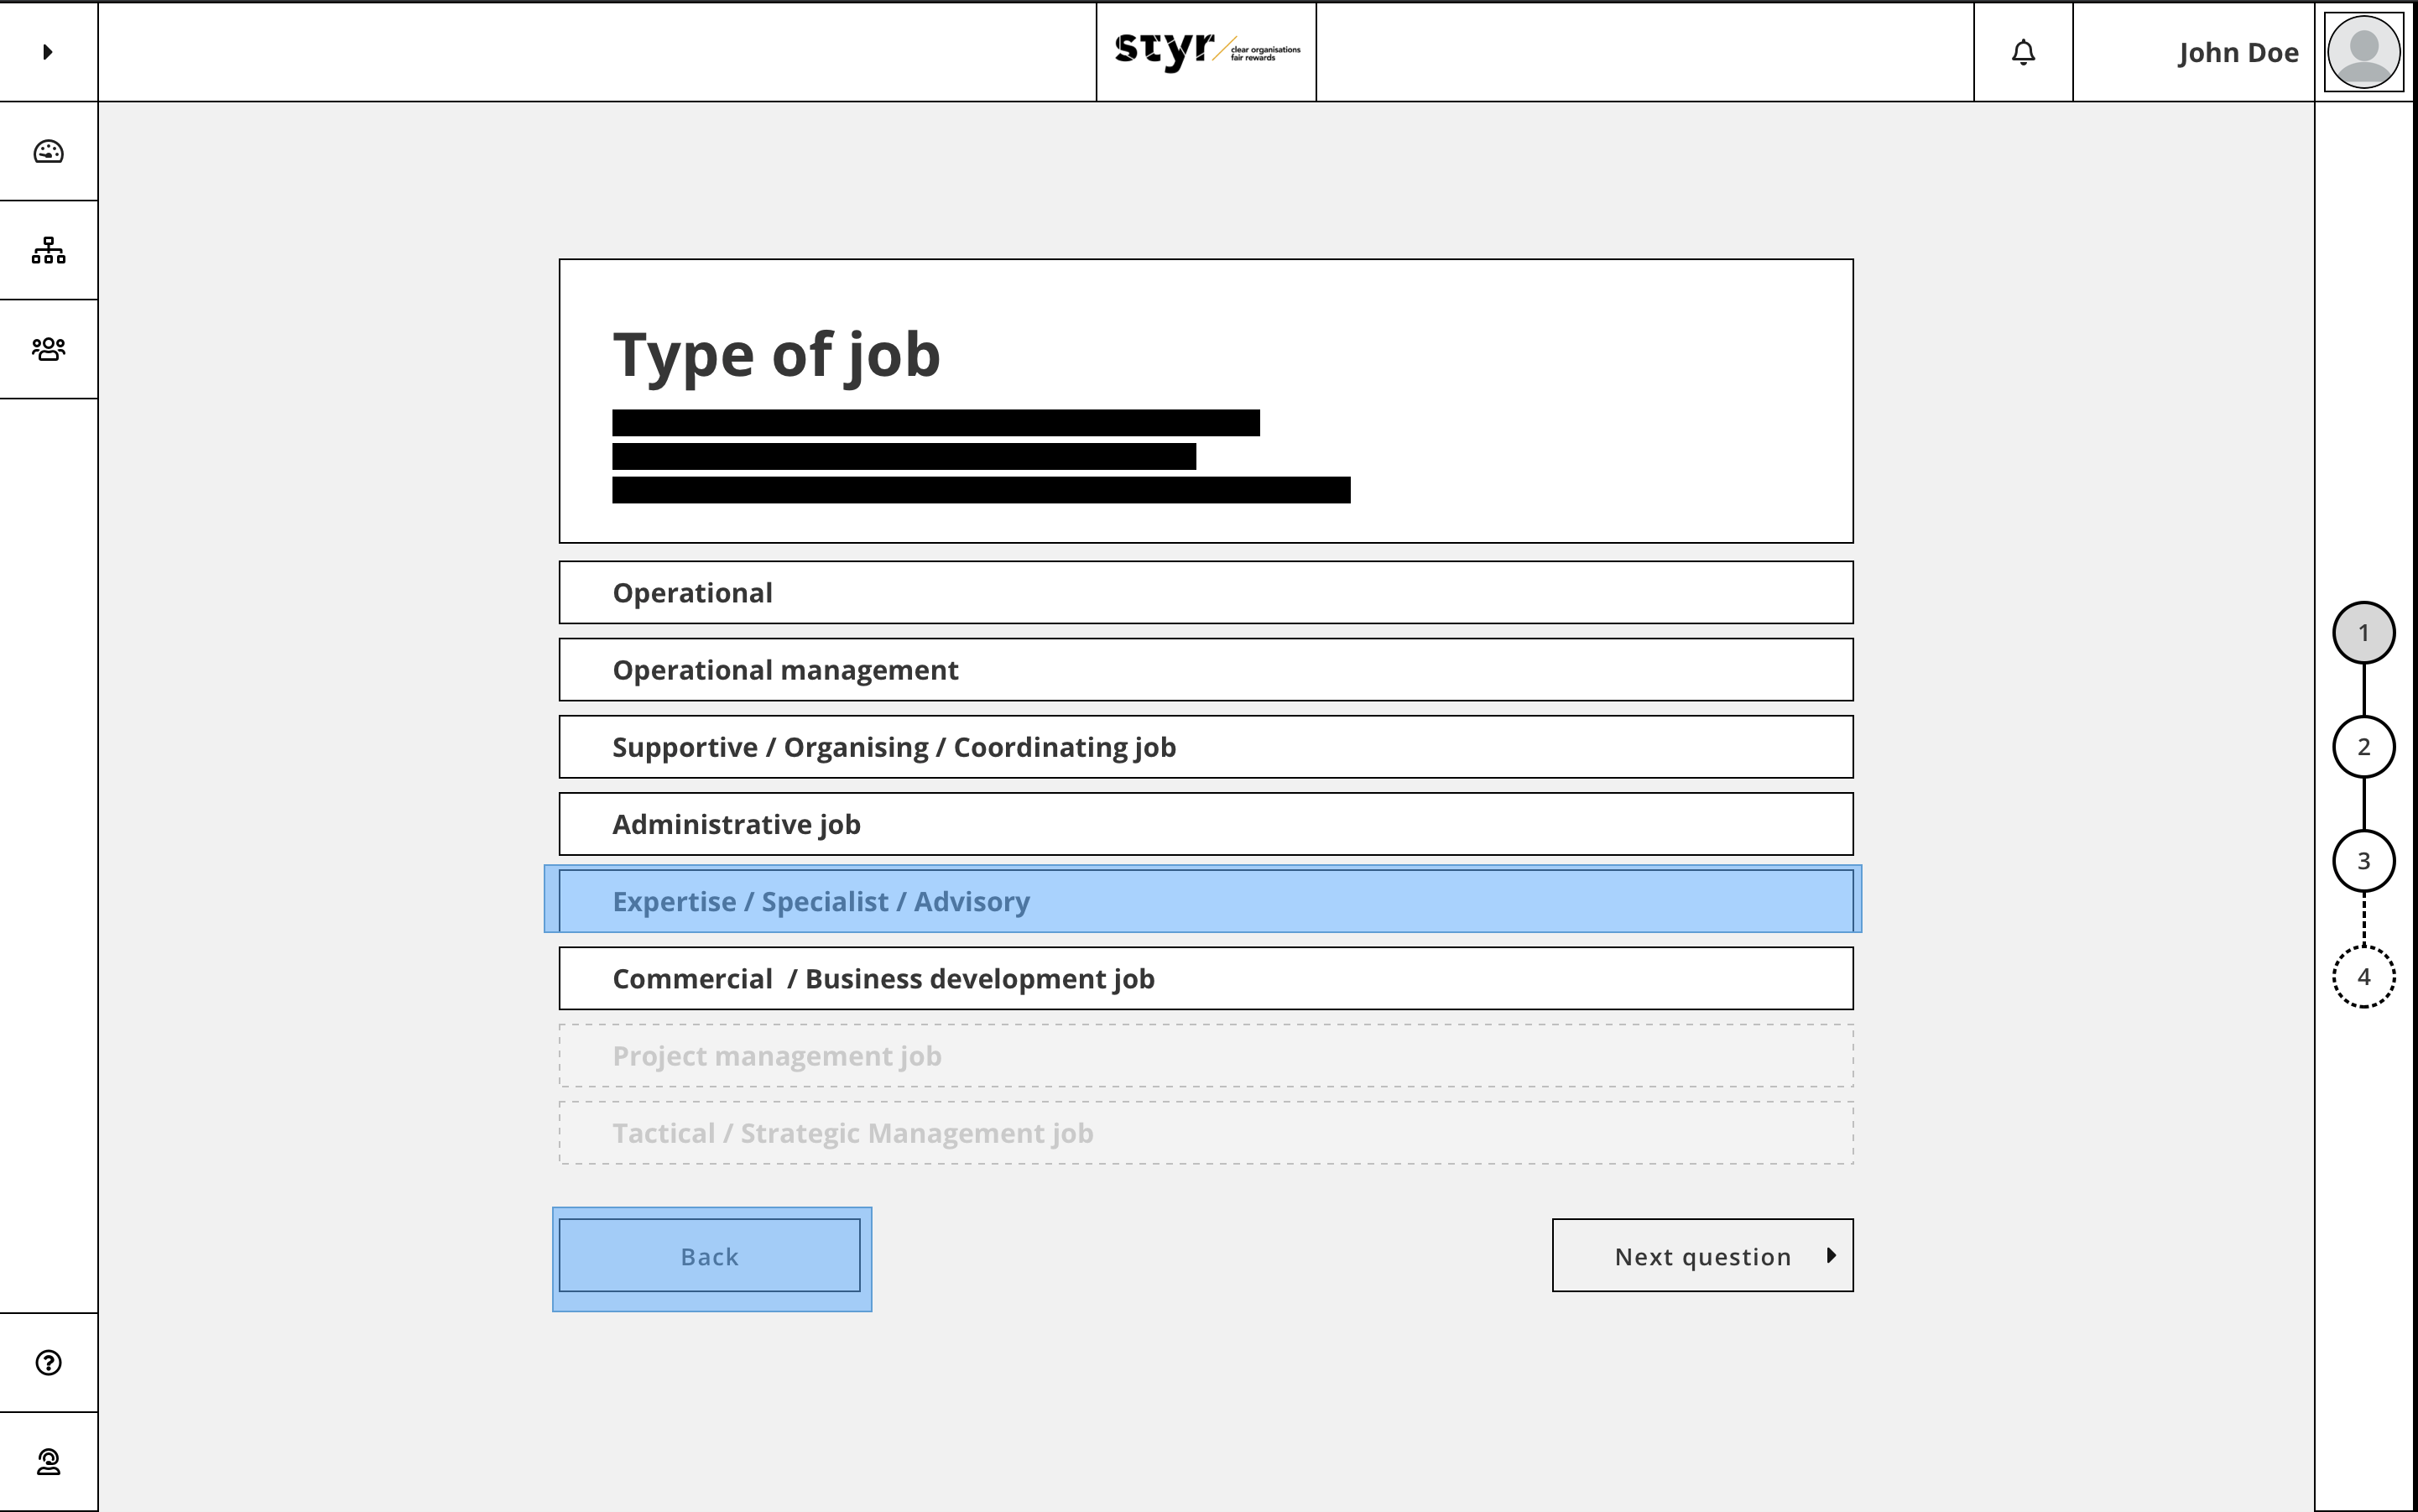 styr
clear organisations
fair rewards
John Doe
Type of job
Operational
Operational management
Supportive / Organising / Coordinating job
Administrative job
Expertise / Specialist / Advisory
Commercial  / Business development job
Project management job
Tactical / Strategic Management job
Back
Next question
1
2
3
4